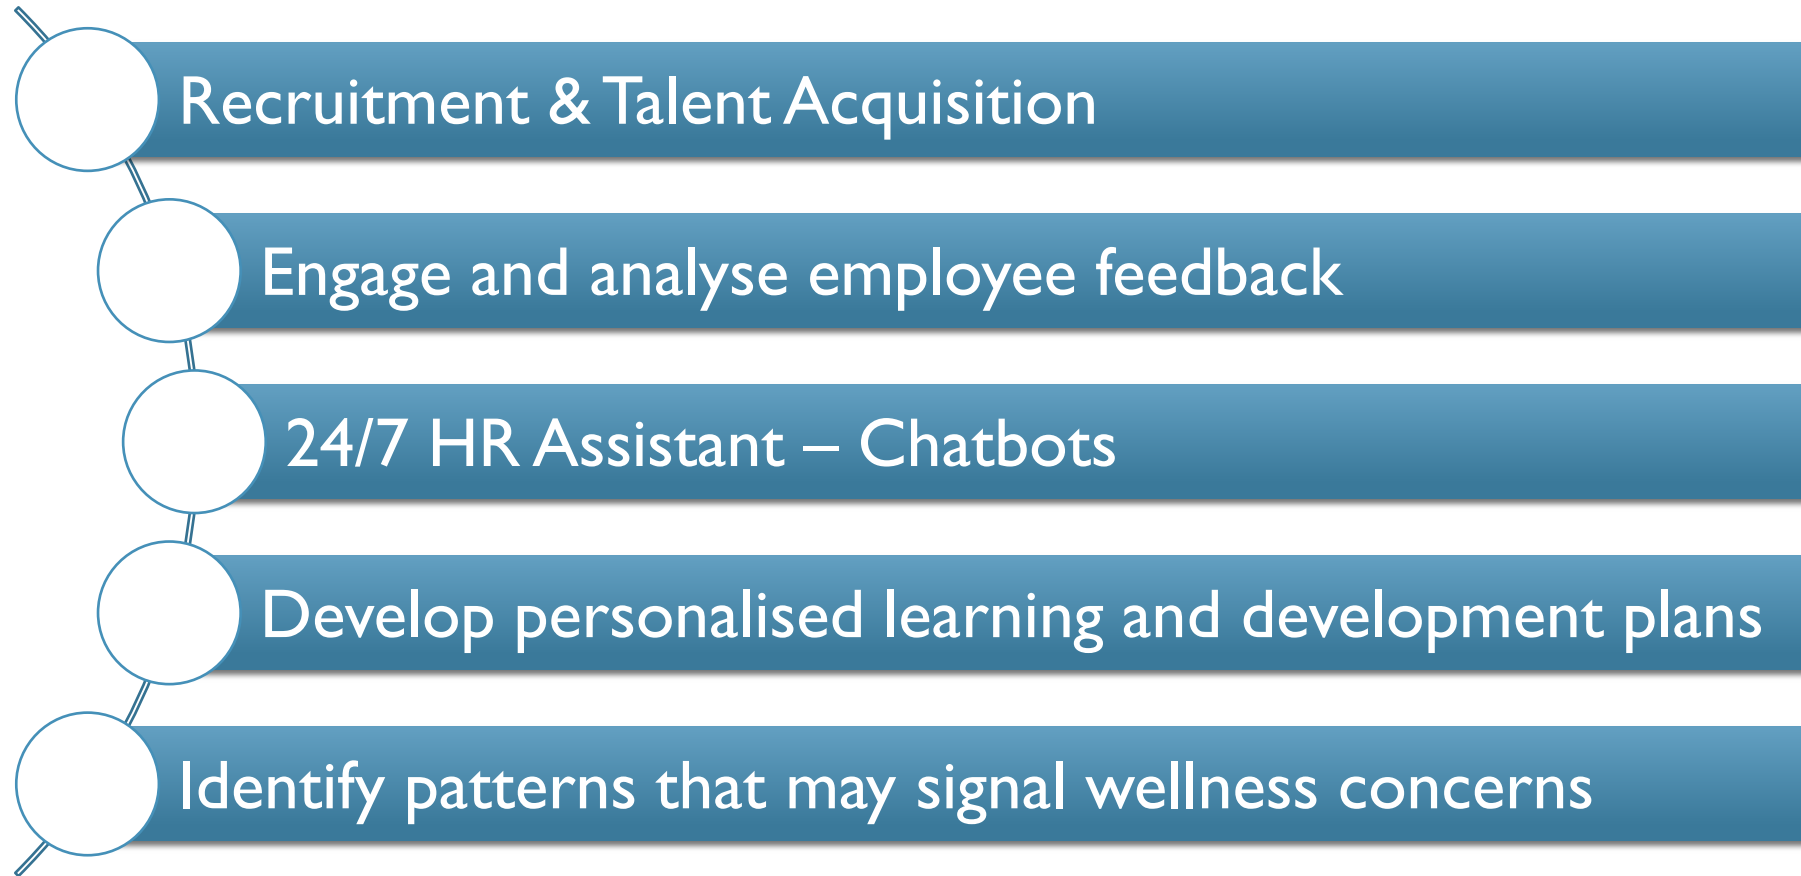 Recruitment & Talent Acquisition
Engage and analyse employee feedback
24/7 HR Assistant – Chatbots
Develop personalised learning and development plans
Identify patterns that may signal wellness concerns